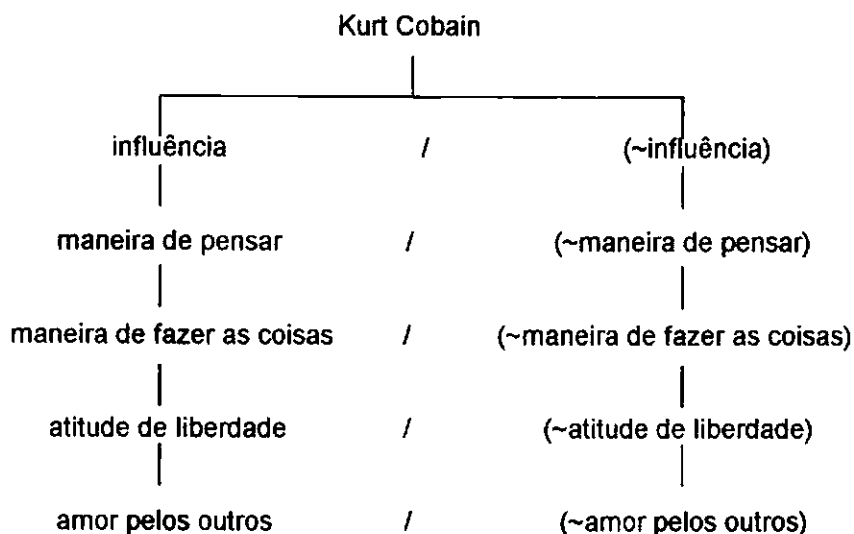 Kurt Cobain
influência / (~influência)
maneira de pensar / (~maneira de pensar)
maneira de fazer as coisas / (~maneira de fazer as coisas)
atitude de liberdade / (~atitude de liberdade)
amor pelos outros / (~amor pelos outros)